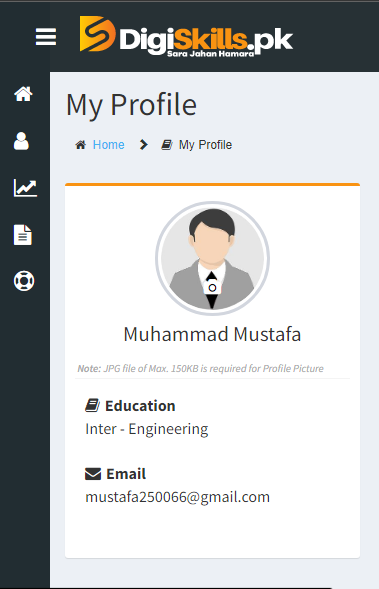 DigiSkills.pk
Sara Jahan Hamara
My Profile
Home > My Profile
Muhammad Mustafa
Note: JPG file of Max. 150KB is required for Profile Picture
Education
Inter - Engineering
Email
mustafa250066@gmail.com